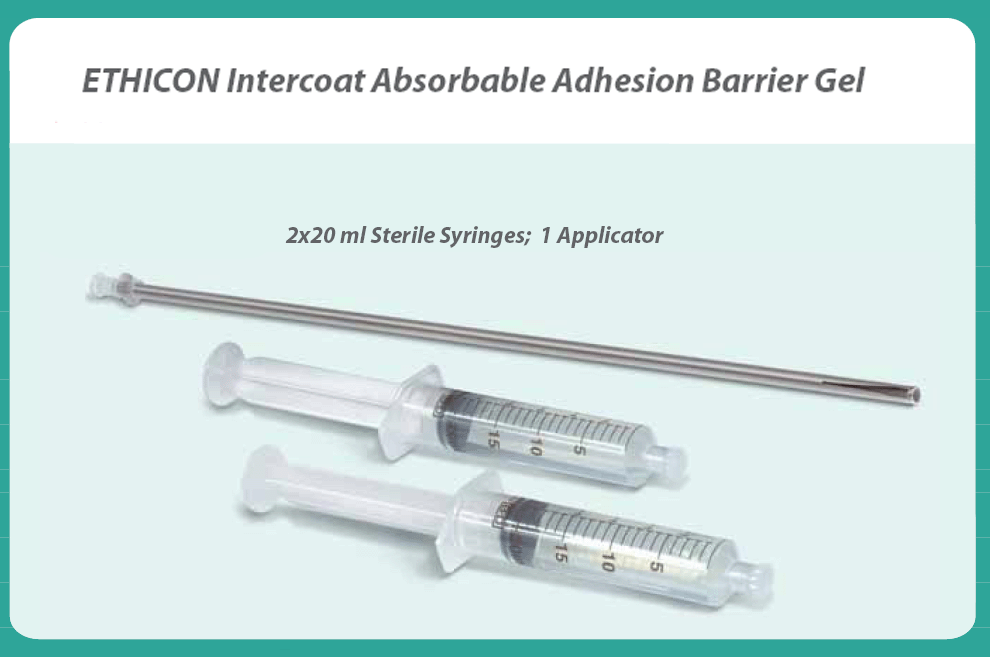 ETHICON Intercoat Absorbable Adhesion Barrier Gel
2x20 ml Sterile Syringes; 1 Applicator
15 10 5
15 10 5